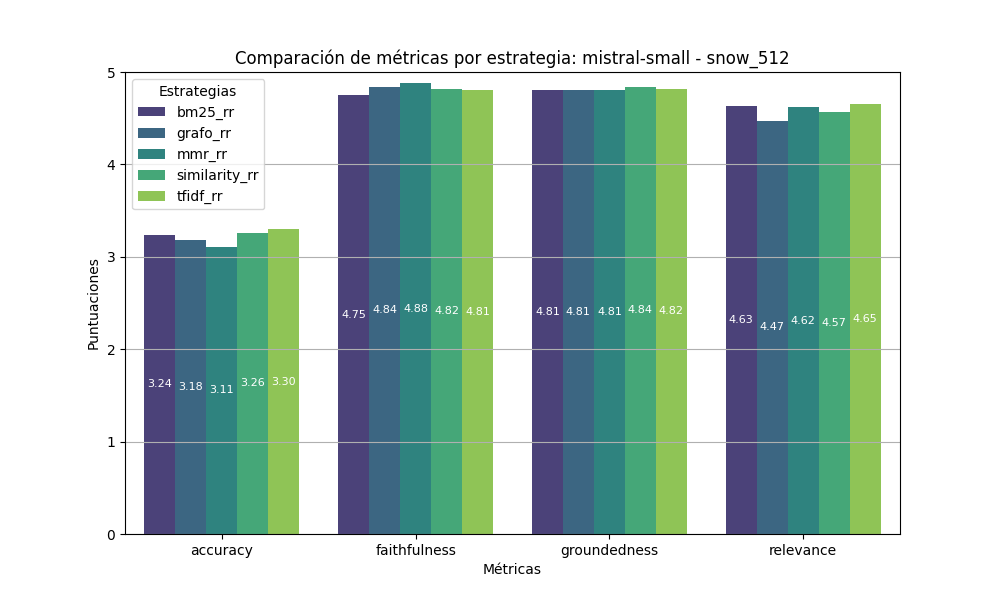 Comparación de métricas por estrategia: mistral-small - snow_512
Puntuaciones
5
4
3
2
1
0
Estrategias
bm25_rr
grafo_rr
mmr_rr
similarity_rr
tfidf_rr
3.24 3.18 3.11 3.26 3.30
4.75 4.84 4.88 4.82 4.81
4.81 4.81 4.81 4.84 4.82
4.63 4.47 4.62 4.57 4.65
accuracy faithfulness groundedness relevance
Métricas